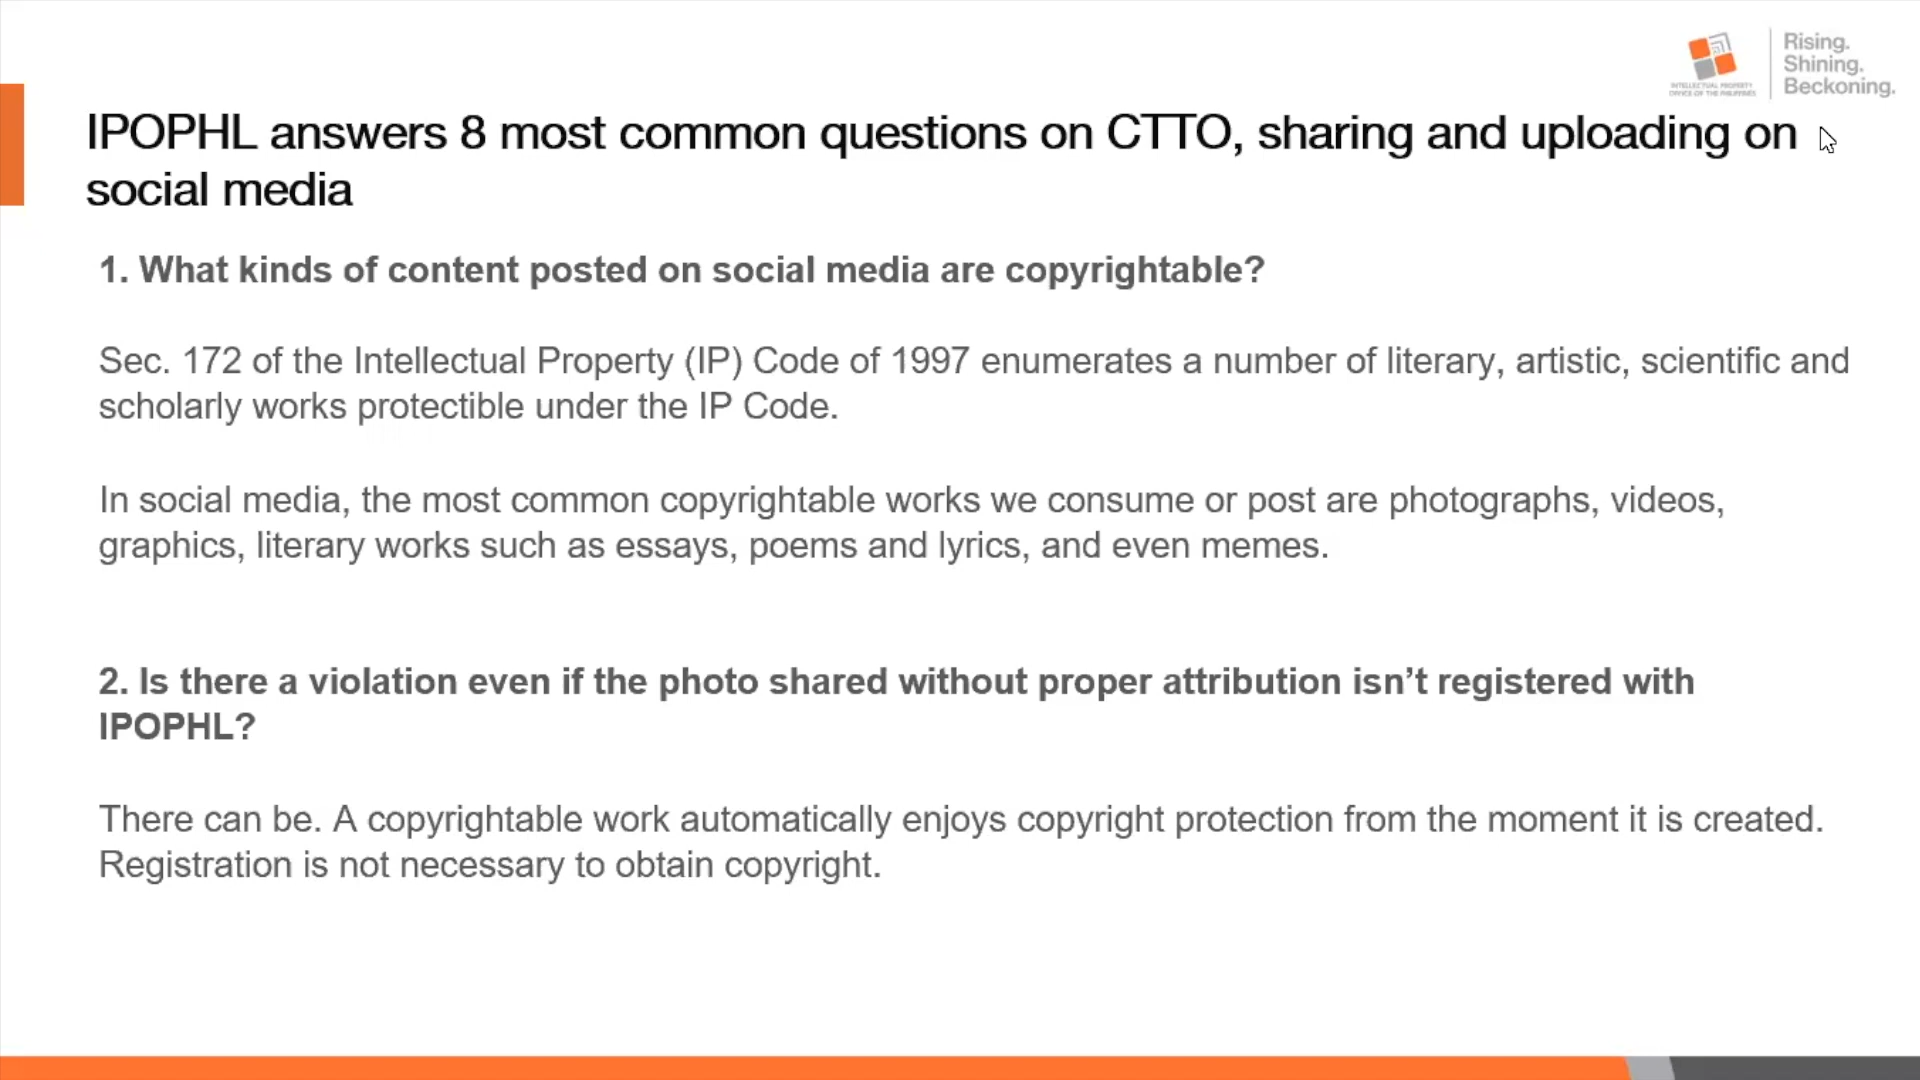 INTELLECTUAL PROPERTY
OFFICE OF THE PHILIPPINES
Rising.
Shining.
Beckoning.
IPOPHL answers 8 most common questions on CTTO, sharing and uploading on
social media
1. What kinds of content posted on social media are copyrightable?
Sec. 172 of the Intellectual Property (IP) Code of 1997 enumerates a number of literary, artistic, scientific and
scholarly works protectible under the IP Code.
In social media, the most common copyrightable works we consume or post are photographs, videos,
graphics, literary works such as essays, poems and lyrics, and even memes.
2. Is there a violation even if the photo shared without proper attribution isn’t registered with
IPOPHL?
There can be. A copyrightable work automatically enjoys copyright protection from the moment it is created.
Registration is not necessary to obtain copyright.